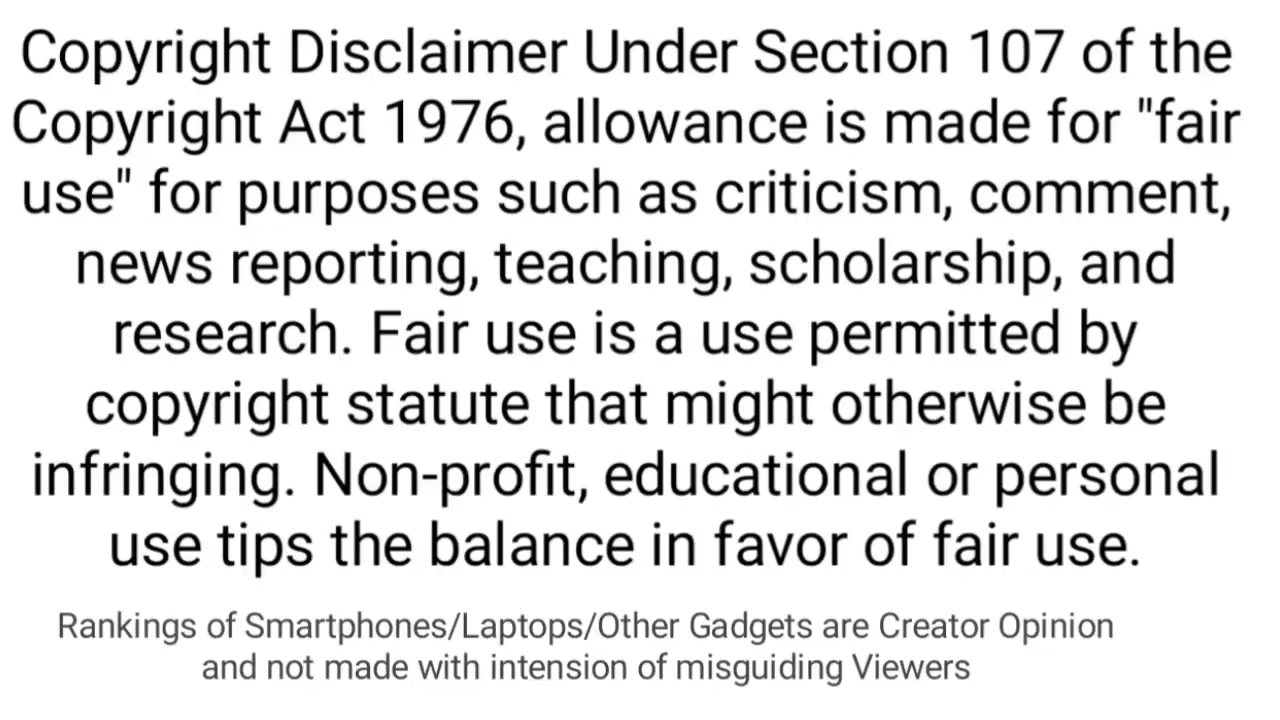 Copyright Disclaimer Under Section 107 of the
Copyright Act 1976, allowance is made for "fair
use" for purposes such as criticism, comment,
news reporting, teaching, scholarship, and
research. Fair use is a use permitted by
copyright statute that might otherwise be
infringing. Non-profit, educational or personal
use tips the balance in favor of fair use.
Rankings of Smartphones/Laptops/Other Gadgets are Creator Opinion
and not made with intension of misguiding Viewers